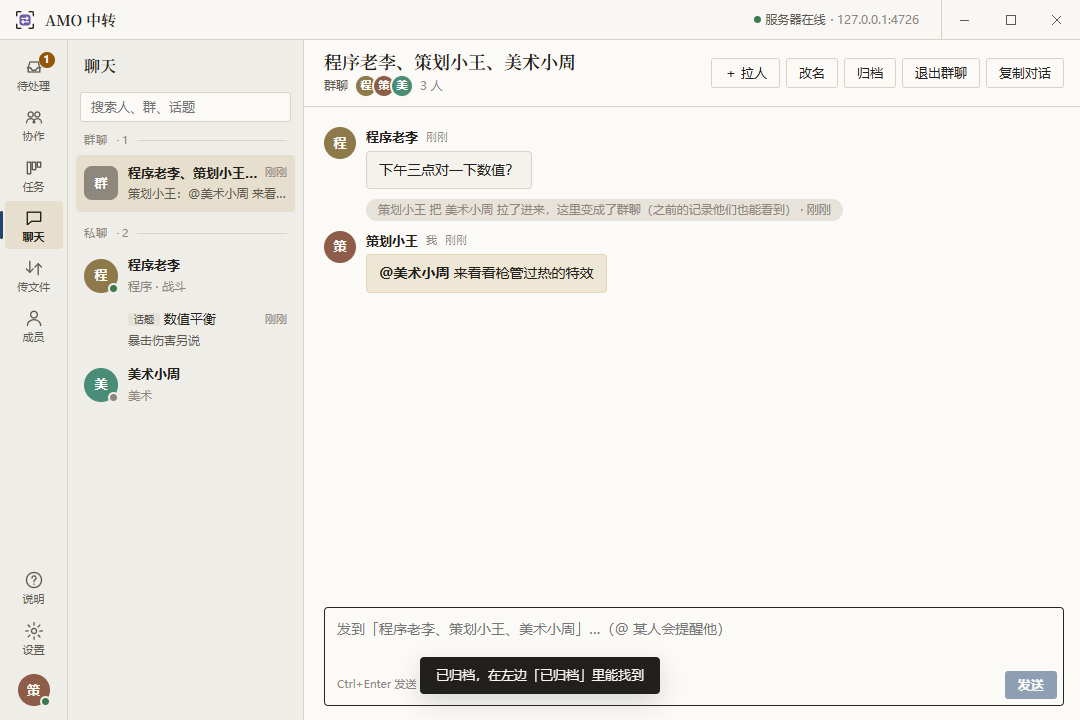 AMO 中转
服务器在线 · 127.0.0.1:4726
1
待处理
协作
任务
聊天
传文件
成员
说明
设置
策
聊天
搜索人、群、话题
群聊 · 1
群
程序老李、策划小王... 刚刚
策划小王：@美术小周 来看...
私聊 · 2
程
程序老李
程序 · 战斗
话题 数值平衡 刚刚
暴击伤害另说
美
美术小周
美术
程序老李、策划小王、美术小周
群聊 程 策 美 3 人
+ 拉人 改名 归档 退出群聊 复制对话
程
程序老李 刚刚
下午三点对一下数值？
策划小王 把 美术小周 拉了进来，这里变成了群聊（之前的记录他们也能看到） · 刚刚
策
策划小王 我 刚刚
@美术小周 来看看枪管过热的特效
发到「程序老李、策划小王、美术小周」...（@ 某人会提醒他）
Ctrl+Enter 发送
已归档，在左边「已归档」里能找到
发送